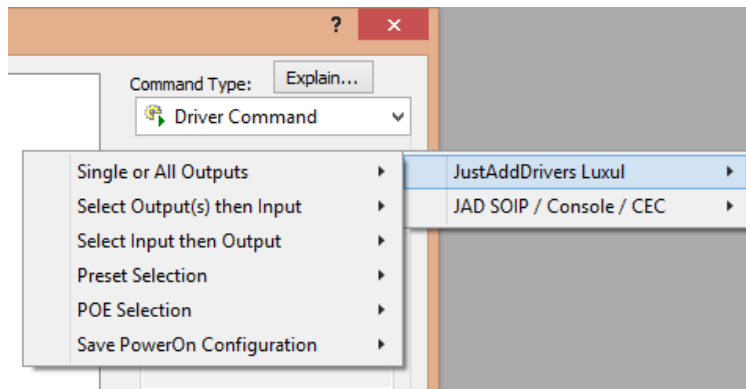 ?
Command Type:
Explain...
Driver Command
Single or All Outputs
Select Output(s) then Input
Select Input then Output
Preset Selection
POE Selection
Save PowerOn Configuration
JustAddDrivers Luxul
JAD SOIP / Console / CEC